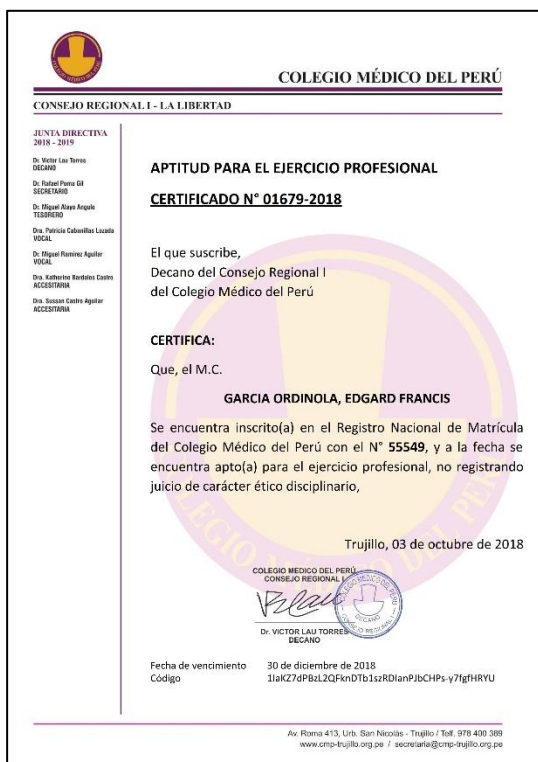 COLEGIO MÉDICO DEL PERÚ
CONSEJO REGIONAL I - LA LIBERTAD
JUNTA DIRECTIVA
2018 - 2019
Dr. Victor Lau Torres
DECANO
Dr. Rafael Poma Gil
SECRETARIO
Dr. Miguel Alayo Angulo
TESORERO
Dra. Patricia Cabanillas Lozada
VOCAL
Dr. Miguel Ramirez Aguilar
VOCAL
Dra. Katherine Bardales Castro
ACCESITARIA
Dra. Sussan Castro Aguilar
ACCESITARIA
APTITUD PARA EL EJERCICIO PROFESIONAL
CERTIFICADO N° 01679-2018
El que suscribe,
Decano del Consejo Regional I
del Colegio Médico del Perú
CERTIFICA:
Que, el M.C.
GARCIA ORDINOLA, EDGARD FRANCIS
Se encuentra inscrito(a) en el Registro Nacional de Matrícula
del Colegio Médico del Perú con el N° 55549, y a la fecha se
encuentra apto(a) para el ejercicio profesional, no registrando
juicio de carácter ético disciplinario,
Trujillo, 03 de octubre de 2018
COLEGIO MEDICO DEL PERÚ
CONSEJO REGIONAL I
COLEGIO MEDICO DEL PERU
DECANO
CONSEJO REGIONAL I
Dr. VICTOR LAU TORRES
DECANO
Fecha de vencimiento 30 de diciembre de 2018
Código 1IaKZ7dPBzL2QFknDTb1szRDIanPJbCHPs-y7fgfHRYU
Av. Roma 413, Urb. San Nicolás - Trujillo / Telf. 978 400 389
www.cmp-trujillo.org.pe / secretaria@cmp-trujillo.org.pe